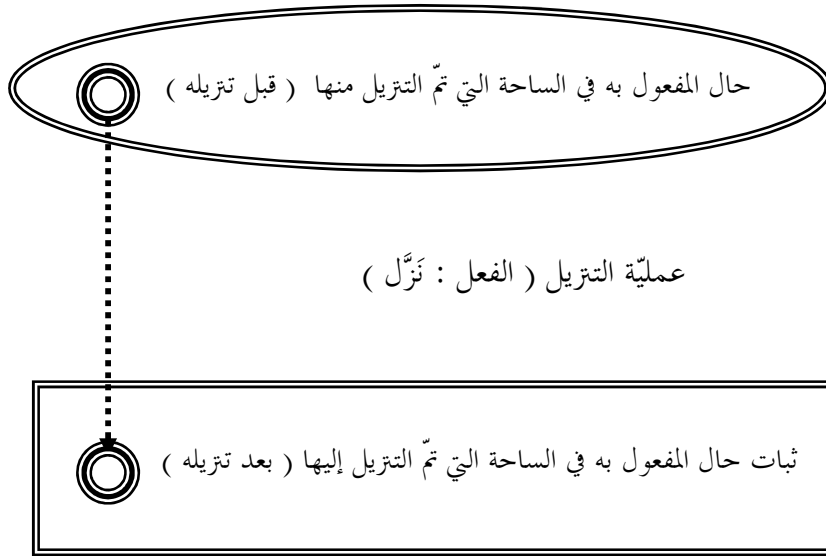 حال المفعول به في الساحة التي تمّ التنزيل منها ( قبل تنزيله )
عمليّة التنزيل ( الفعل : نَزَّل )
ثبات حال المفعول به في الساحة التي تمّ التنزيل إليها ( بعد تنزيله )